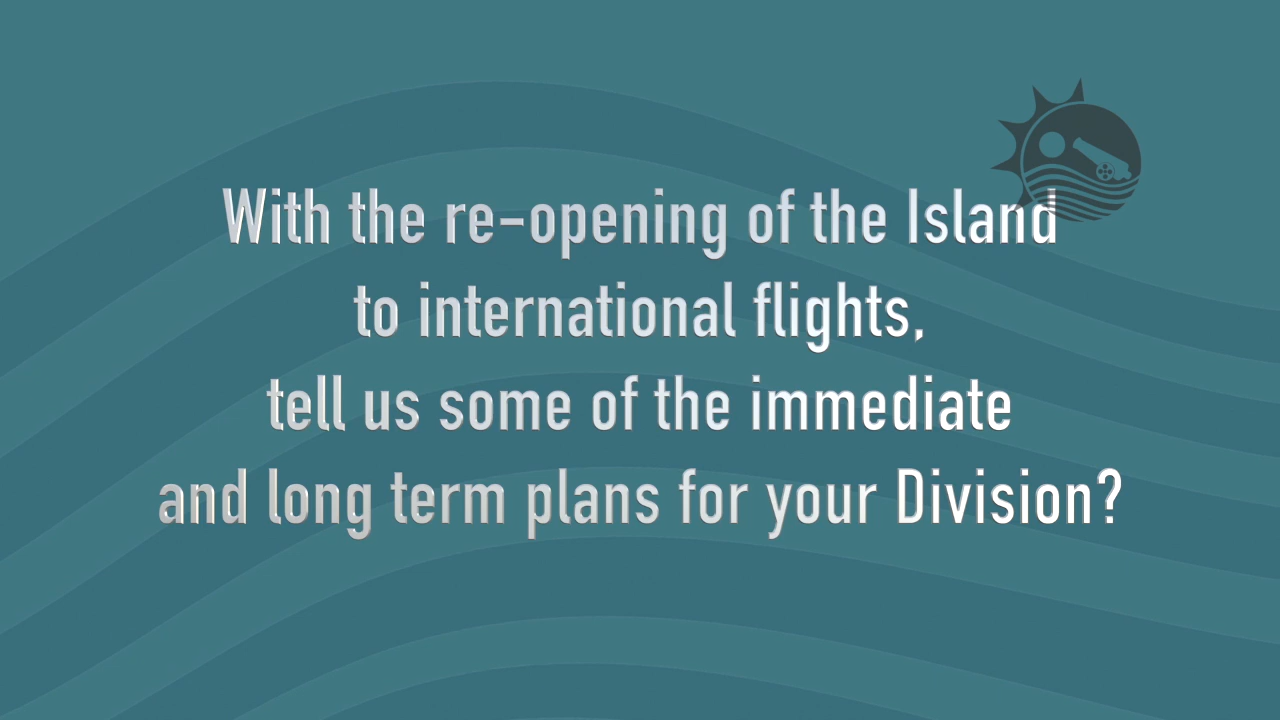 With the re-opening of the Island
to international flights,
tell us some of the immediate
and long term plans for your Division?